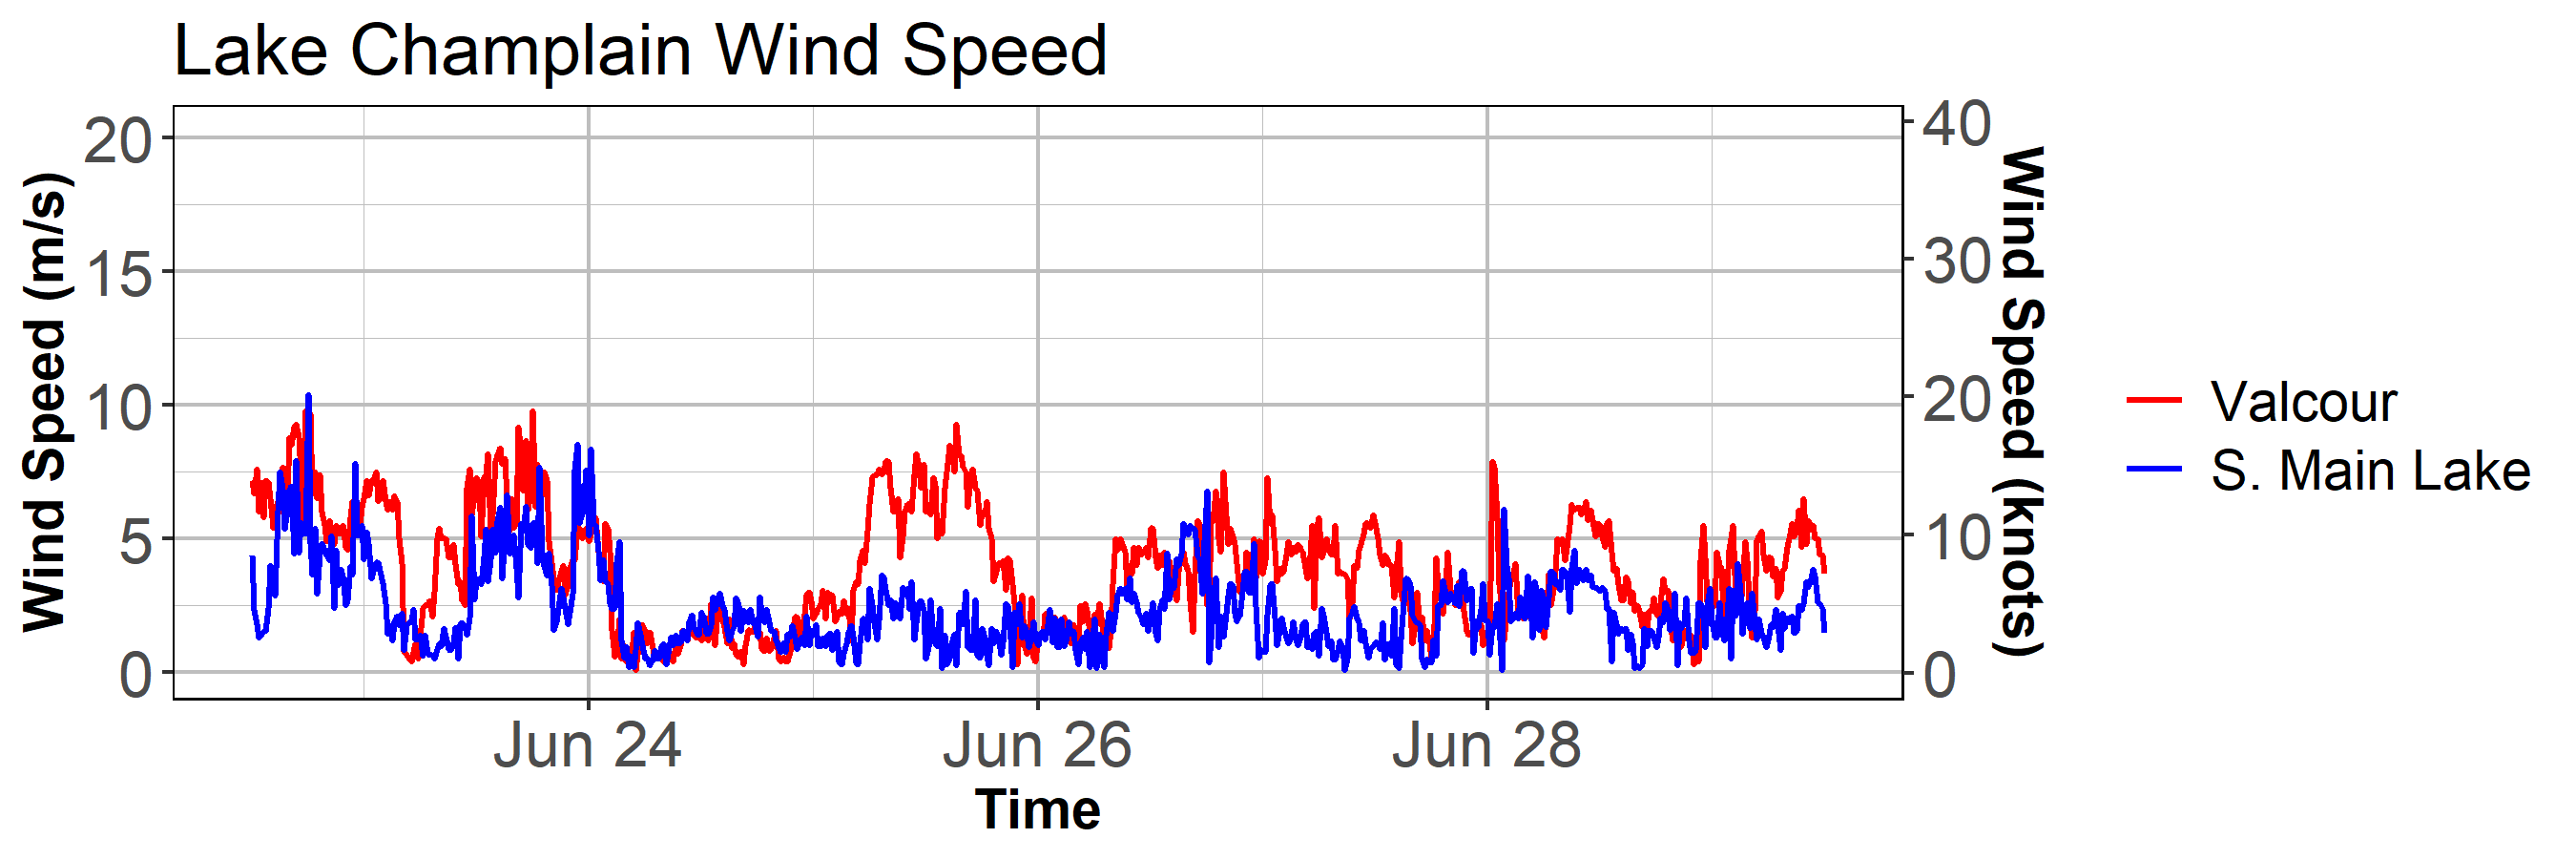 Lake Champlain Wind Speed
Wind Speed (m/s)
20
15
10
5
0
40
30
20
10
0
Wind Speed (knots)
Jun 24
Jun 26
Jun 28
Time
Valcour
S. Main Lake